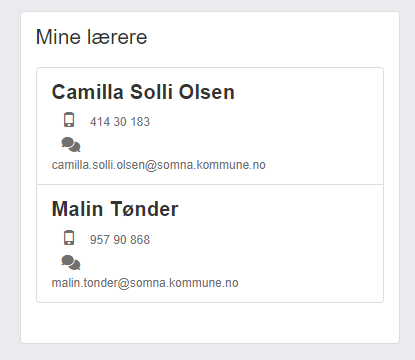 Mine lærere
Camilla Solli Olsen
414 30 183
camilla.solli.olsen@somna.kommune.no
Malin Tønder
957 90 868
malin.tonder@somna.kommune.no